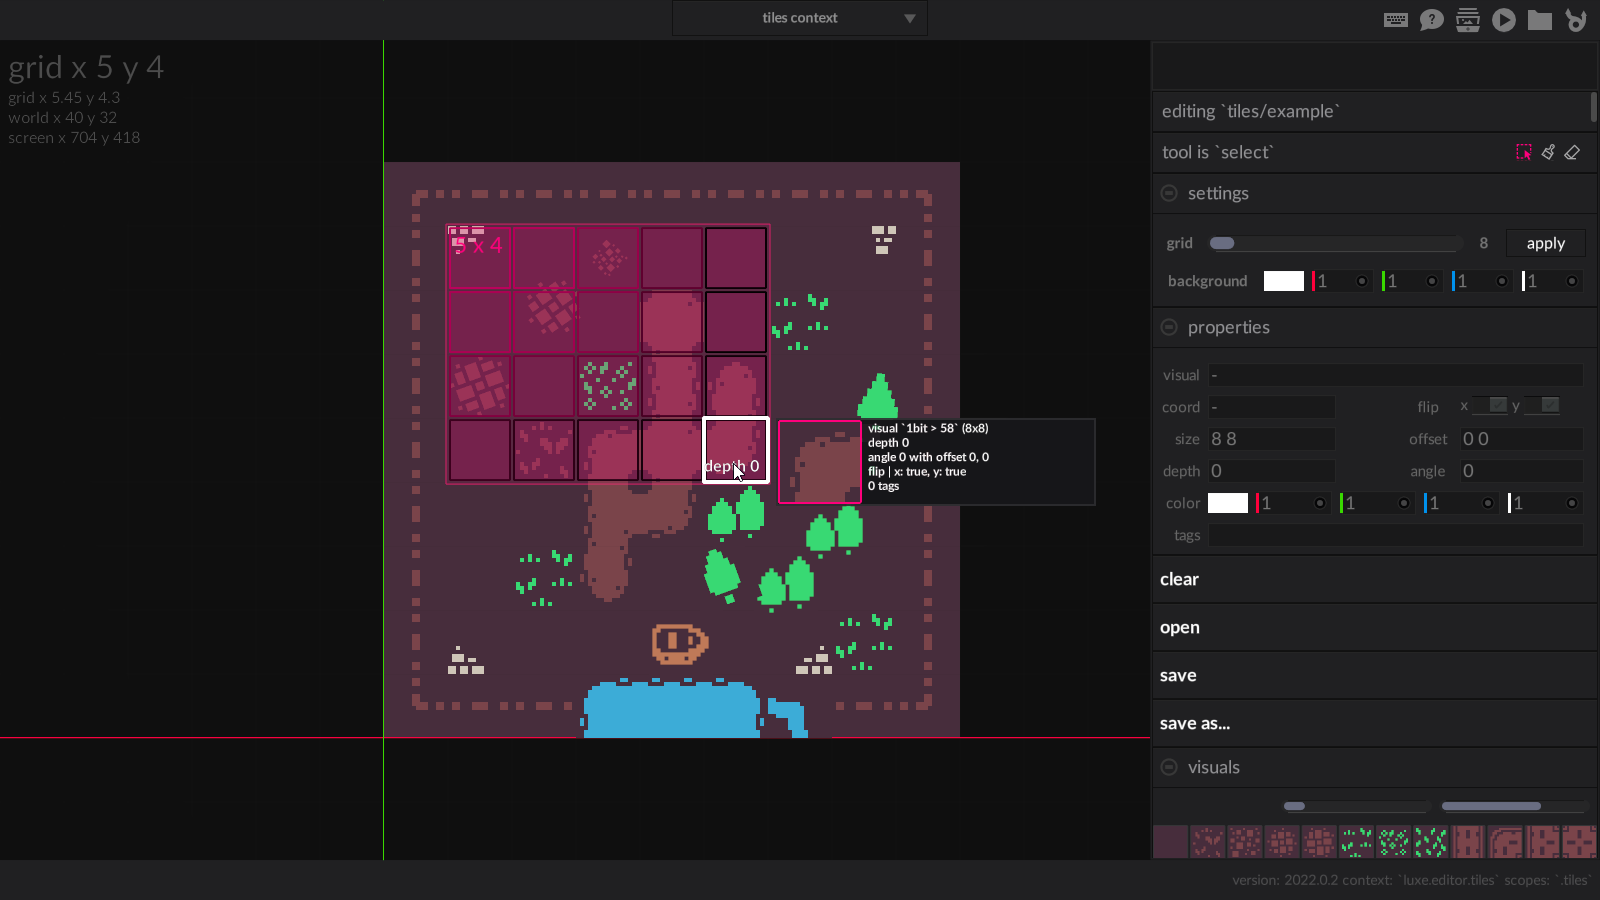 tiles context
grid x 5 y 4
grid x 5.45 y 4.3
world x 40 y 32
screen x 704 y 418
5 x 4
depth 0
visual `1bit > 58` (8x8)
depth 0
angle 0 with offset 0, 0
flip | x: true, y: true
0 tags
editing `tiles/example`
tool is `select`
settings
grid 8 apply
background 1 1 1 1
properties
visual -
coord - flip x y
size 8 8 offset 0 0
depth 0 angle 0
color 1 1 1 1
tags
clear
open
save
save as...
visuals
version: 2022.0.2 context: `luxe.editor.tiles` scopes: `.tiles`